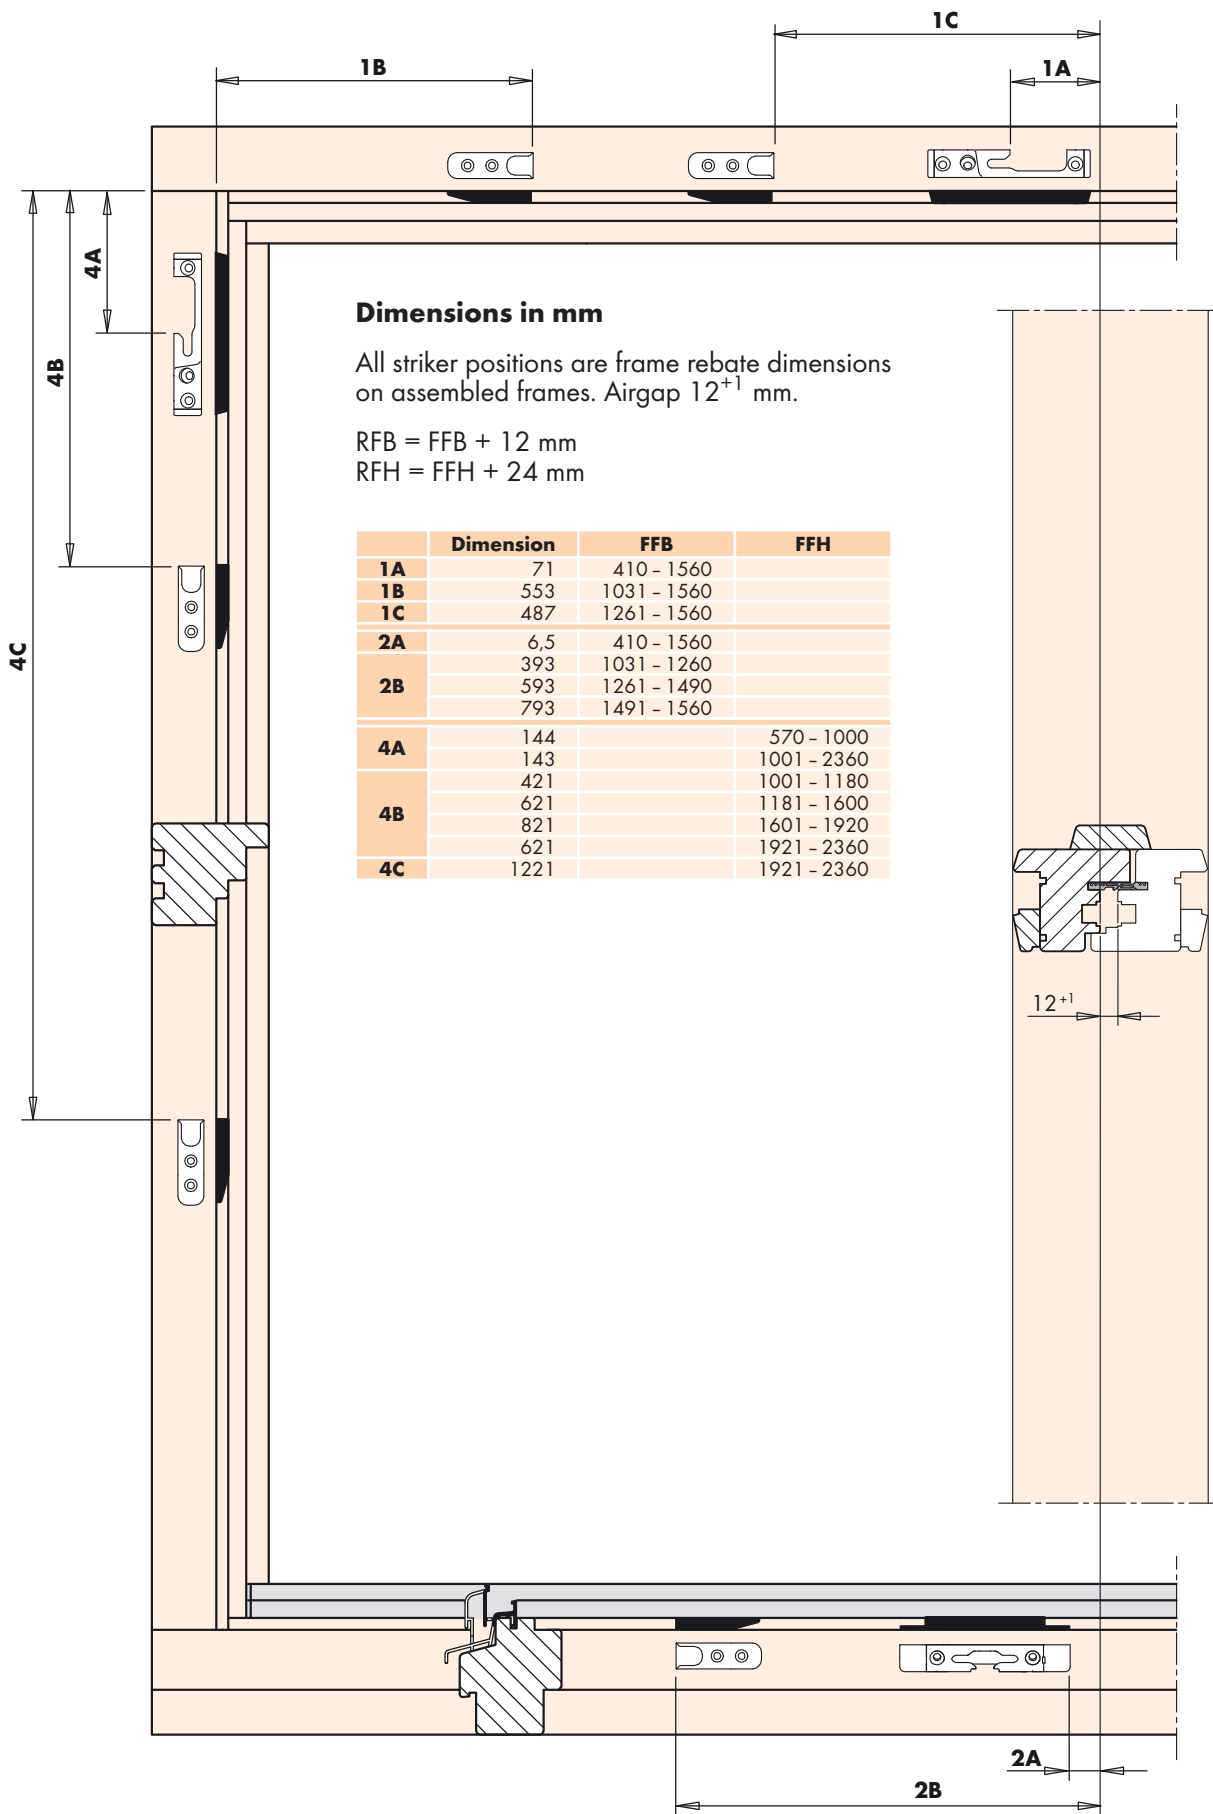 1C
1B
1A
4A
4B
4C
Dimensions in mm
All striker positions are frame rebate dimensions
on assembled frames. Airgap 12+1 mm.
RFB = FFB + 12 mm
RFH = FFH + 24 mm
Dimension FFB FFH
1A 71 410 – 1560
1B 553 1031 – 1560
1C 487 1261 – 1560
2A 6,5 410 – 1560
2B 393 1031 – 1260
593 1261 – 1490
793 1491 – 1560
4A 144 570 – 1000
143 1001 – 2360
4B 421 1001 – 1180
621 1181 – 1600
821 1601 – 1920
621 1921 – 2360
4C 1221 1921 – 2360
12+1
2A
2B